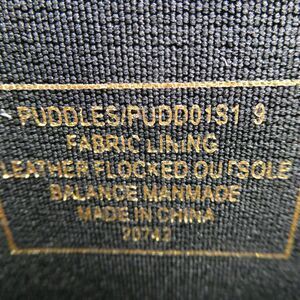 PUDDLES/PUDD01S1 9
FABRIC LINING
LEATHER FLOCKED OUTSOLE
BALANCE MANMADE
MADE IN CHINA
20742